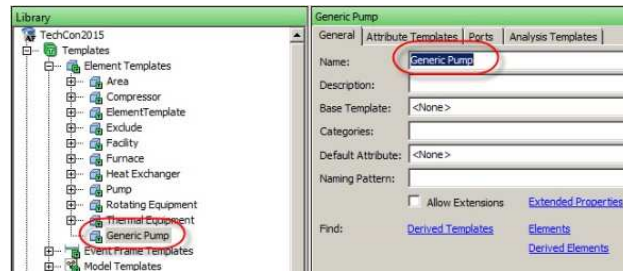 Library
TechCon2015
Templates
Element Templates
Area
Compressor
ElementTemplate
Exclude
Facility
Furnace
Heat Exchanger
Pump
Rotating Equipment
Thermal Equipment
Generic Pump
Event Frame Templates
Model Templates
Generic Pump
General Attribute Templates Ports Analysis Templates
Name: Generic Pump
Description:
Base Template: <None>
Categories:
Default Attribute: <None>
Naming Pattern:
Allow Extensions Extended Properties
Find: Derived Templates Elements
Derived Elements